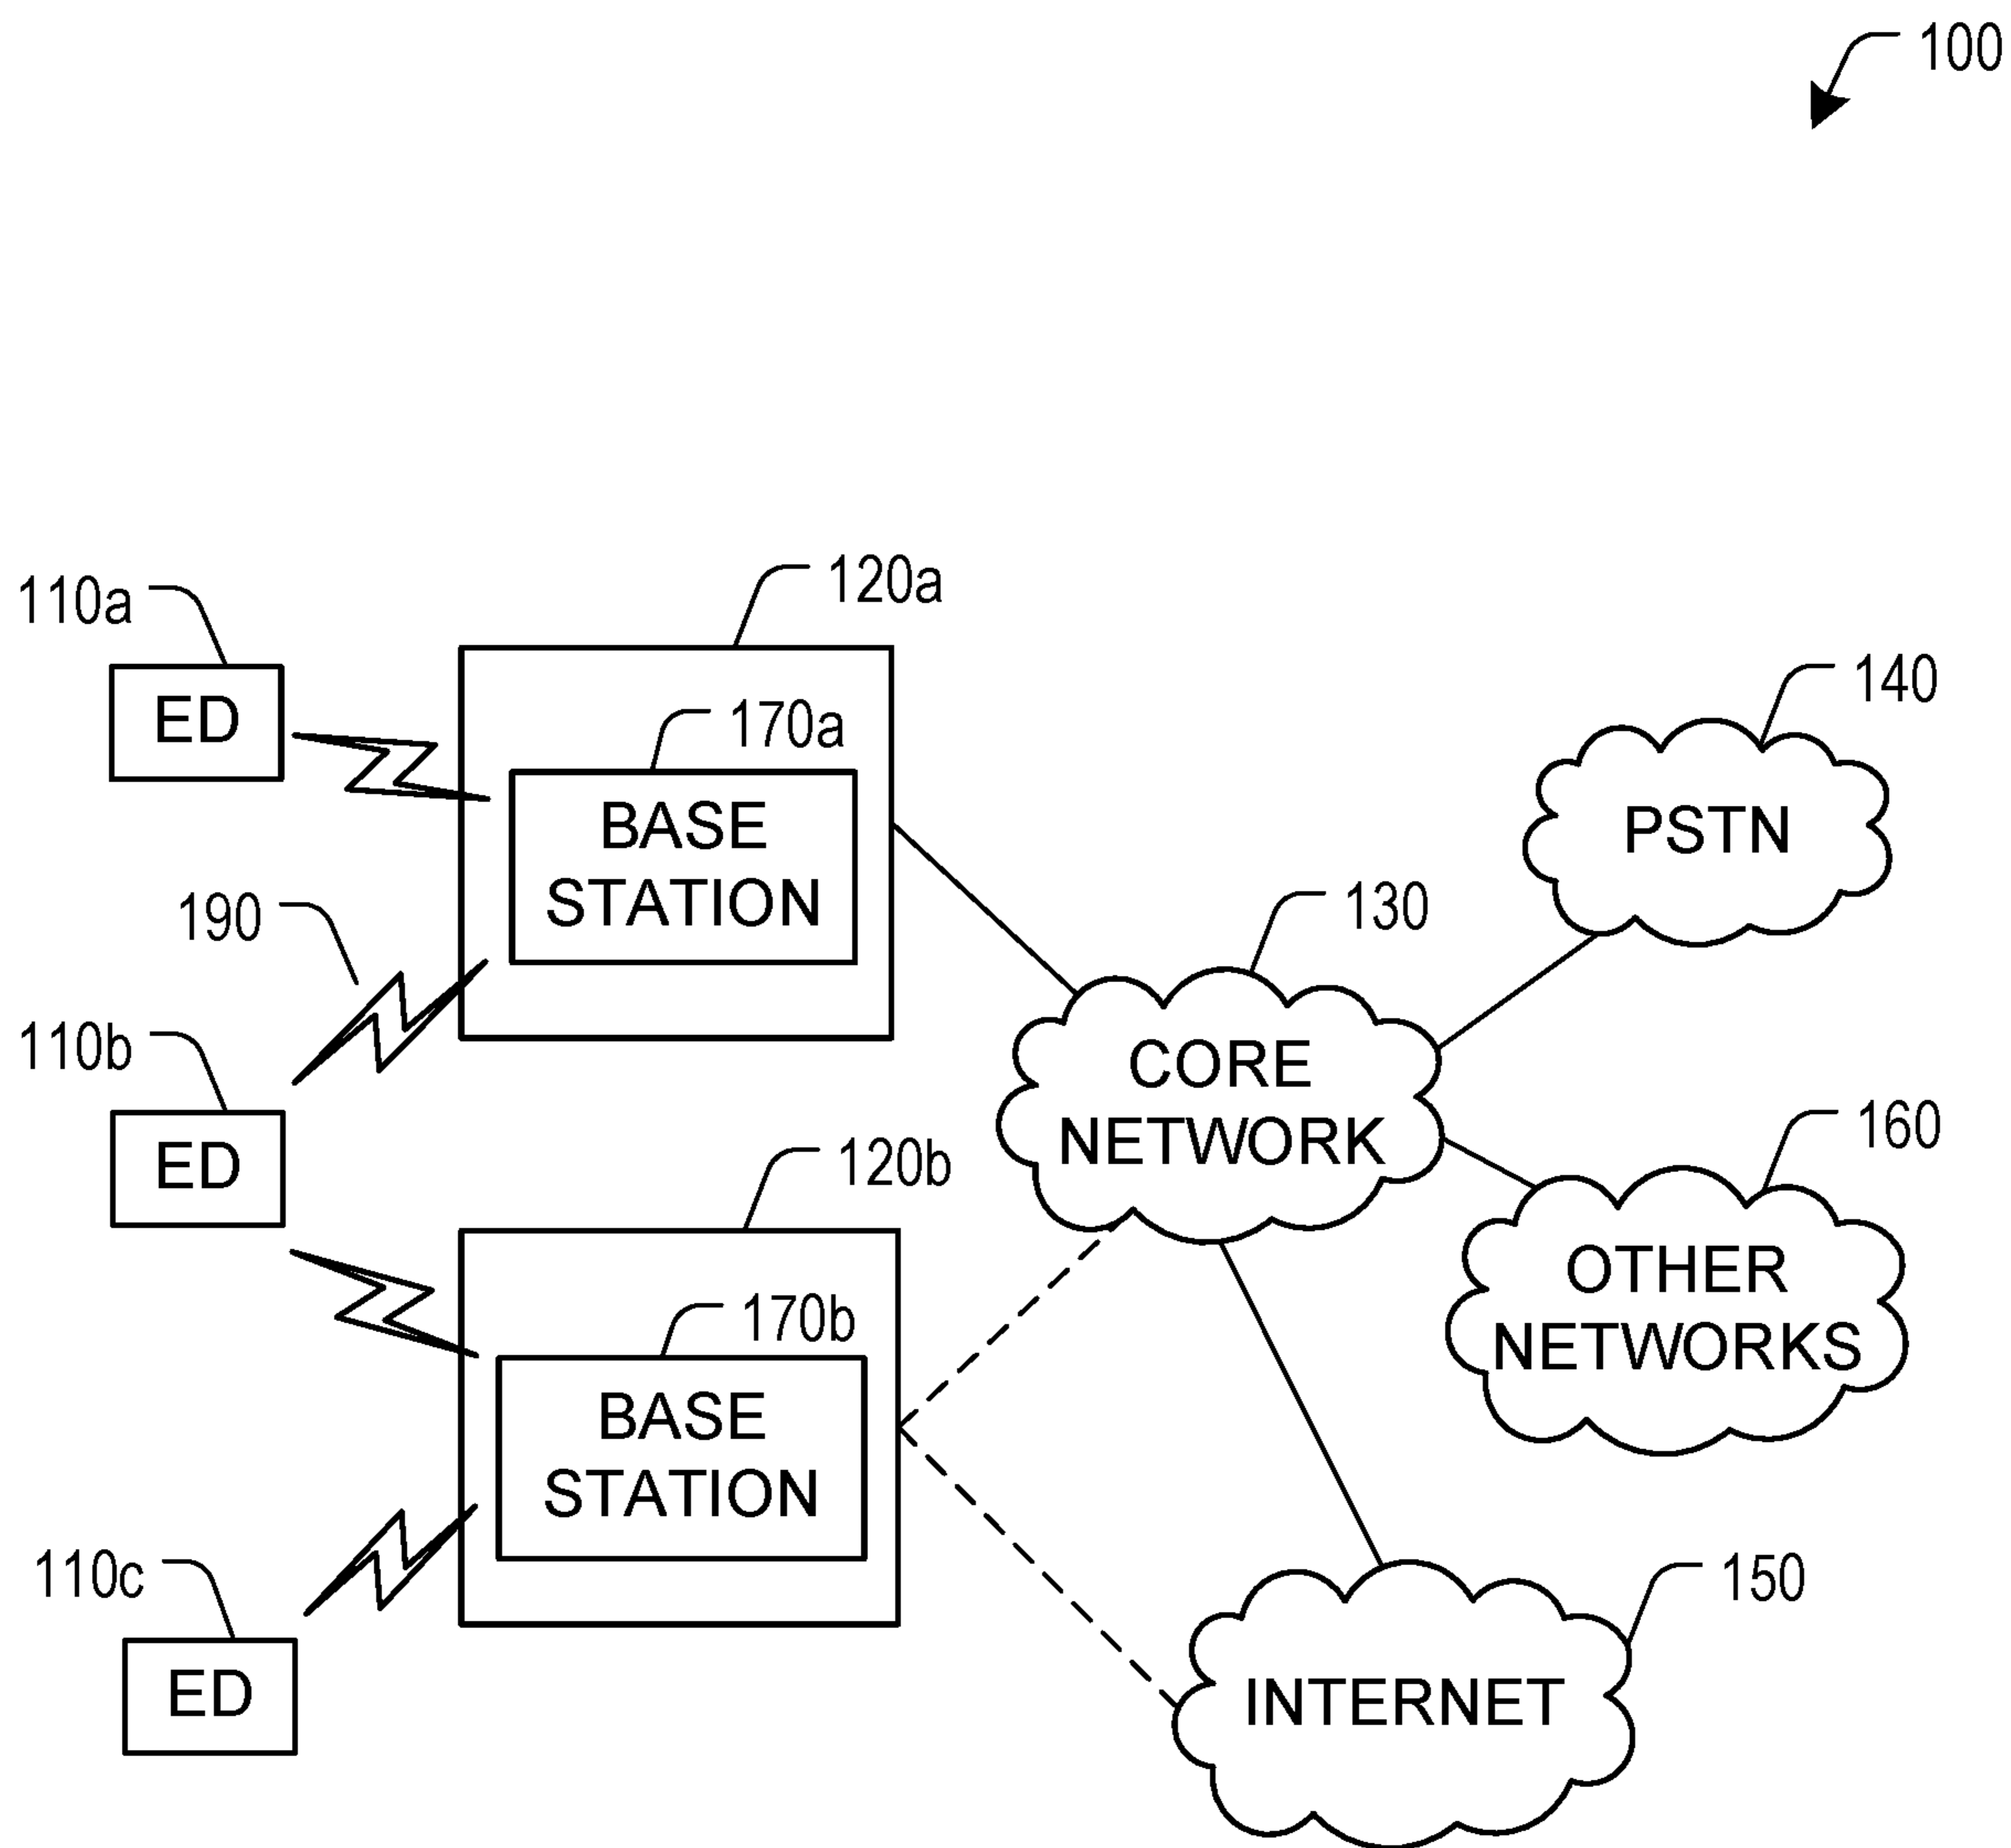 100
120a
110a
ED
170a
140
BASE
STATION
PSTN
190
130
110b
CORE
NETWORK
ED
120b
160
OTHER
NETWORKS
170b
BASE
STATION
110c
150
ED
INTERNET